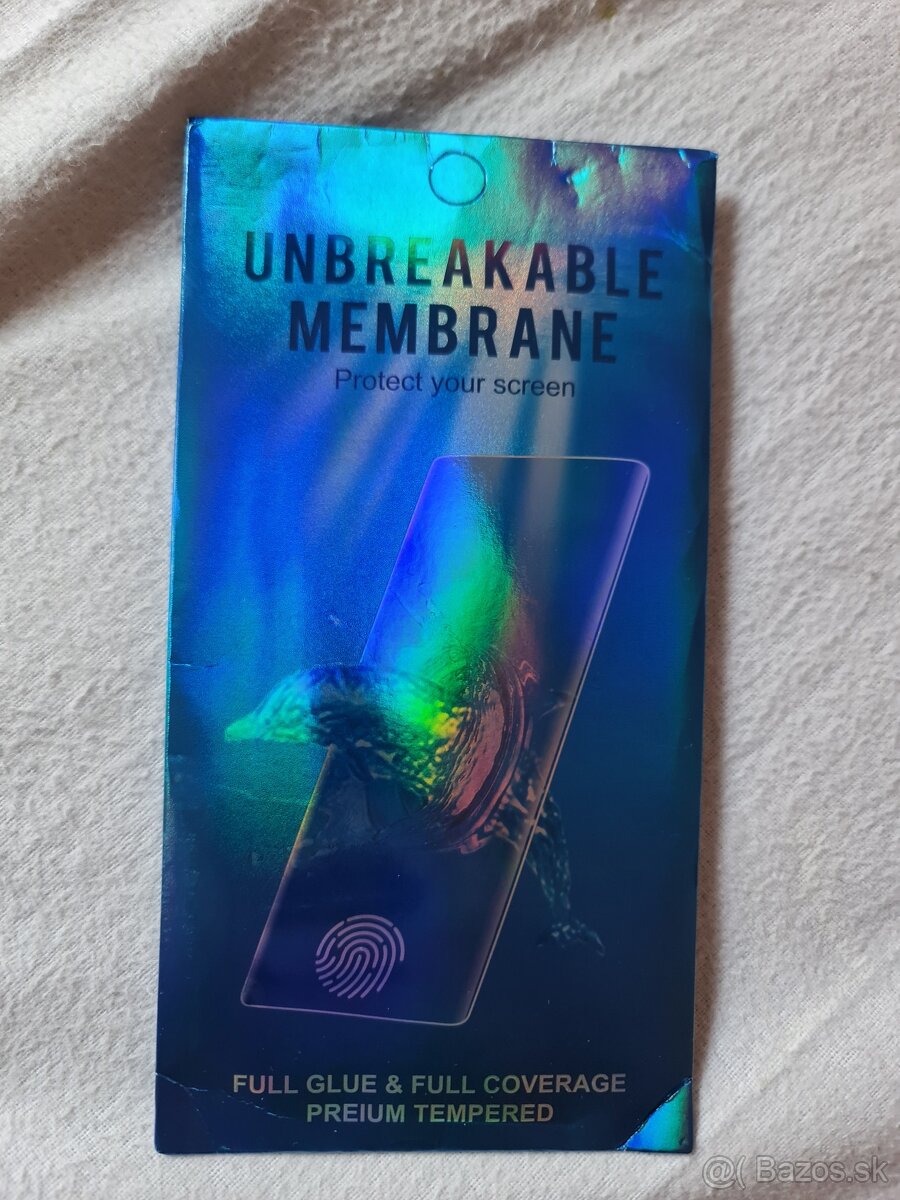 UNBREAKABLE
MEMBRANE
Protect your screen
FULL GLUE & FULL COVERAGE
PREIUM TEMPERED
@( Bazos.sk